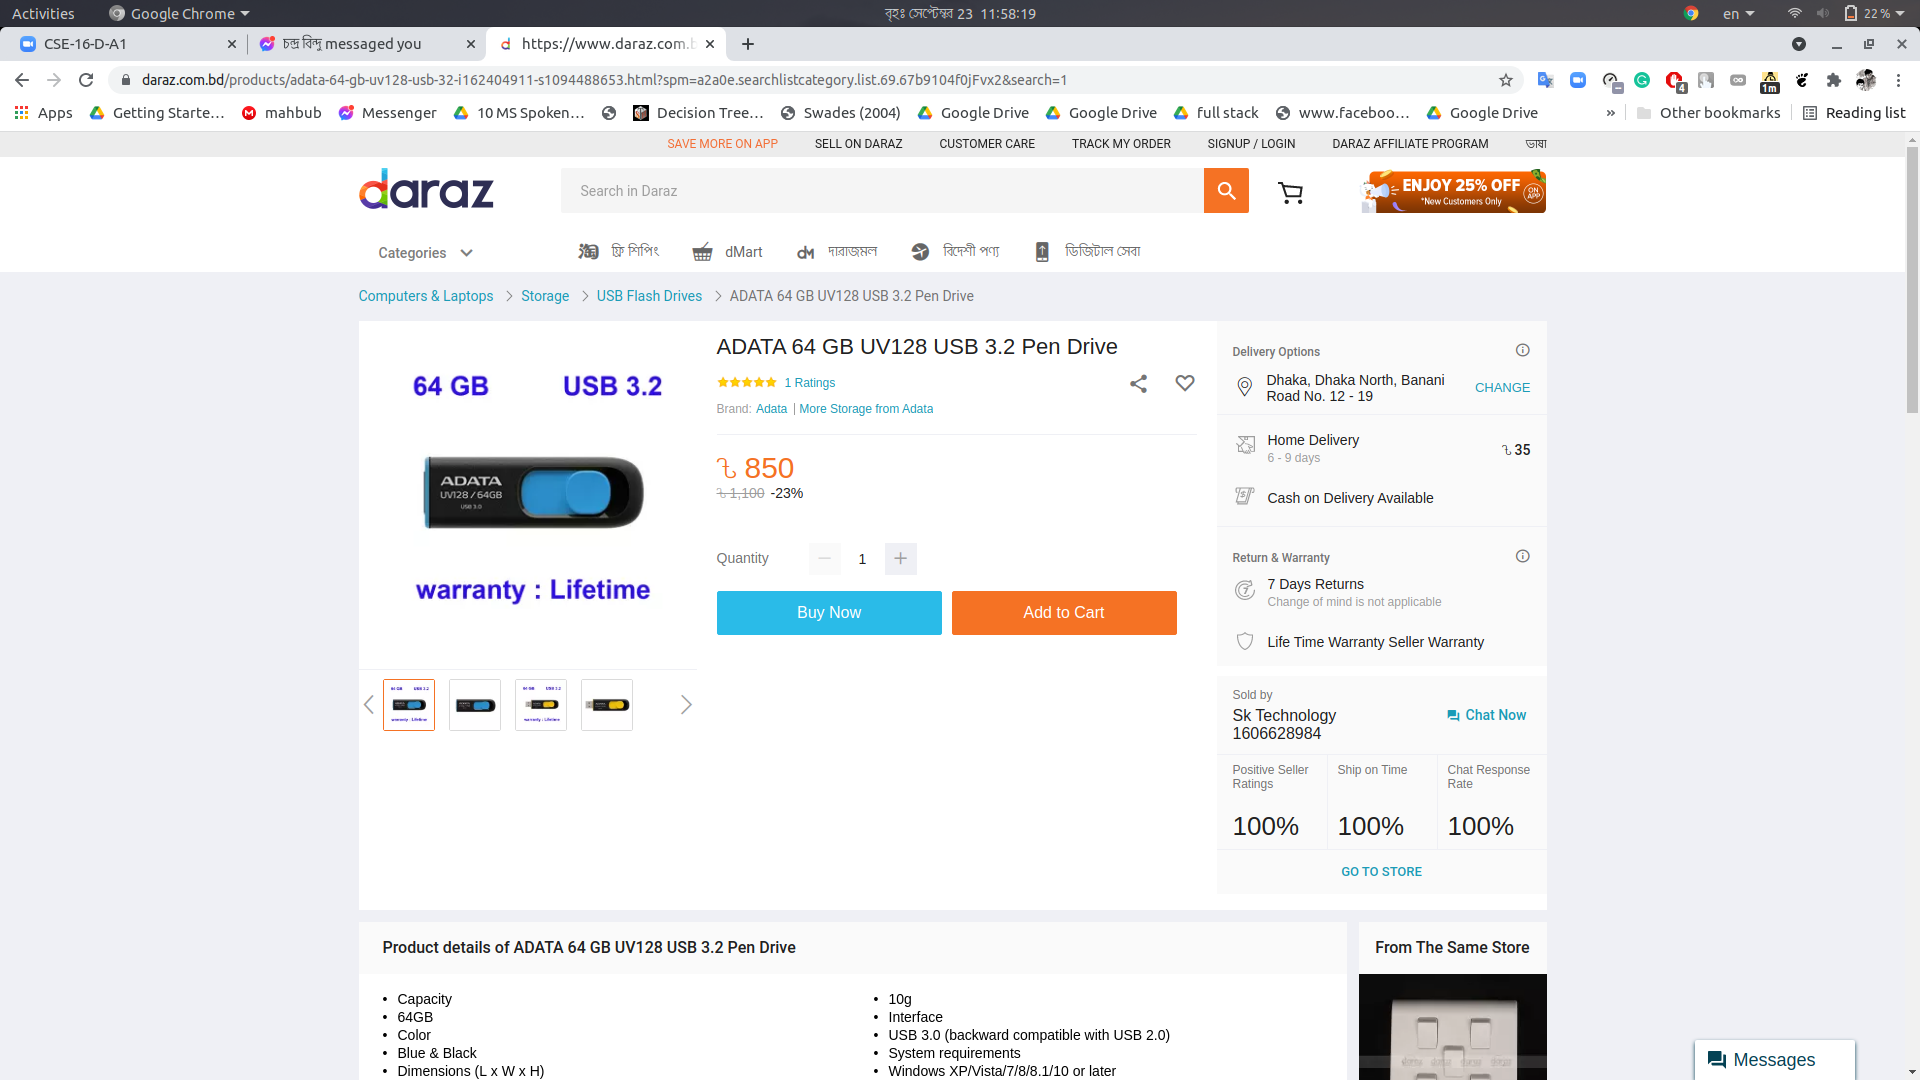 Activities
Google Chrome
বৃহঃ সেপ্টেম্বর 23 11:58:19
en
22 %
CSE-16-D-A1
চন্দ্র বিন্দু messaged you
https://www.daraz.com.b
daraz.com.bd/products/adata-64-gb-uv128-usb-32-i162404911-s1094488653.html?spm=a2a0e.searchlistcategory.list.69.67b9104f0jFvx2&search=1
4
1m
Apps
Getting Starte...
mahbub
Messenger
10 MS Spoken...
Decision Tree...
Swades (2004)
Google Drive
Google Drive
full stack
www.faceboo...
Google Drive
»
Other bookmarks
Reading list
SAVE MORE ON APP
SELL ON DARAZ
CUSTOMER CARE
TRACK MY ORDER
SIGNUP / LOGIN
DARAZ AFFILIATE PROGRAM
ভাষা
daraz
Search in Daraz
ENJOY 25% OFF
*New Customers Only
ON APP
Categories
ফ্রি শিপিং
dMart
দারাজমল
বিদেশী পণ্য
ডিজিটাল সেবা
Computers & Laptops
Storage
USB Flash Drives
ADATA 64 GB UV128 USB 3.2 Pen Drive
64 GB
USB 3.2
ADATA
UV128 / 64GB
USB 3.0
warranty : Lifetime
ADATA 64 GB UV128 USB 3.2 Pen Drive
1 Ratings
Brand: Adata | More Storage from Adata
৳ 850
৳ 1,100 -23%
Quantity
1
Buy Now
Add to Cart
Delivery Options
Dhaka, Dhaka North, Banani
Road No. 12 - 19
CHANGE
Home Delivery
৳ 35
6 - 9 days
Cash on Delivery Available
Return & Warranty
7 Days Returns
Change of mind is not applicable
Life Time Warranty Seller Warranty
Sold by
Sk Technology
1606628984
Chat Now
Positive Seller
Ratings
Ship on Time
Chat Response
Rate
100%
100%
100%
GO TO STORE
Product details of ADATA 64 GB UV128 USB 3.2 Pen Drive
• Capacity
• 64GB
• Color
• Blue & Black
• Dimensions (L x W x H)
• 10g
• Interface
• USB 3.0 (backward compatible with USB 2.0)
• System requirements
• Windows XP/Vista/7/8/8.1/10 or later
From The Same Store
Messages